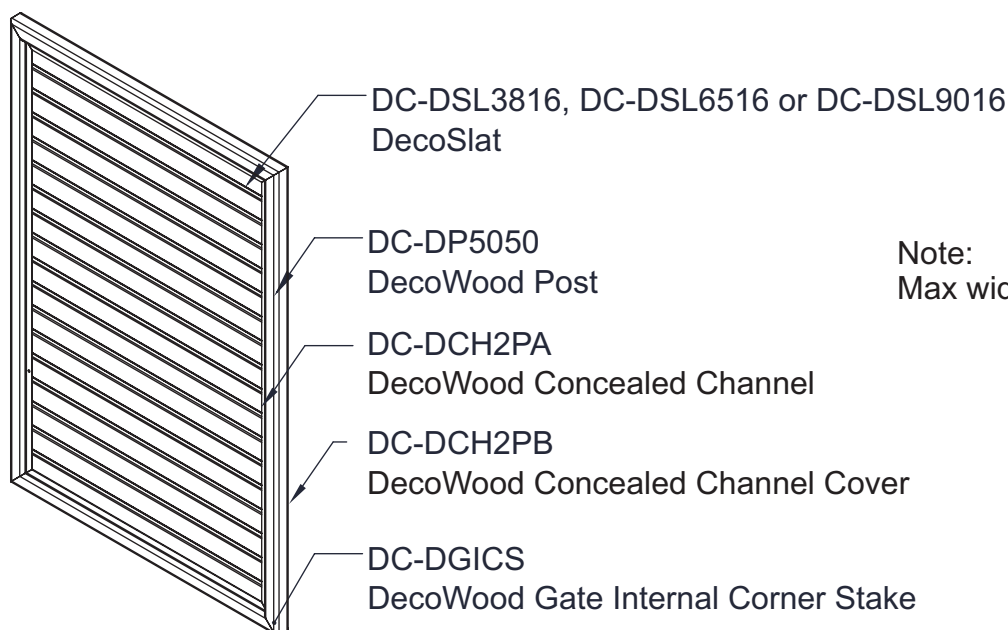 DC-DSL3816, DC-DSL6516 or DC-DSL9016
DecoSlat
DC-DP5050
DecoWood Post
Note:
Max
DC-DCH2PA
DecoWood Concealed Channel
DC-DCH2PB
DecoWood Concealed Channel Cover
DC-DGICS
DecoWood Gate Internal Corner Stake